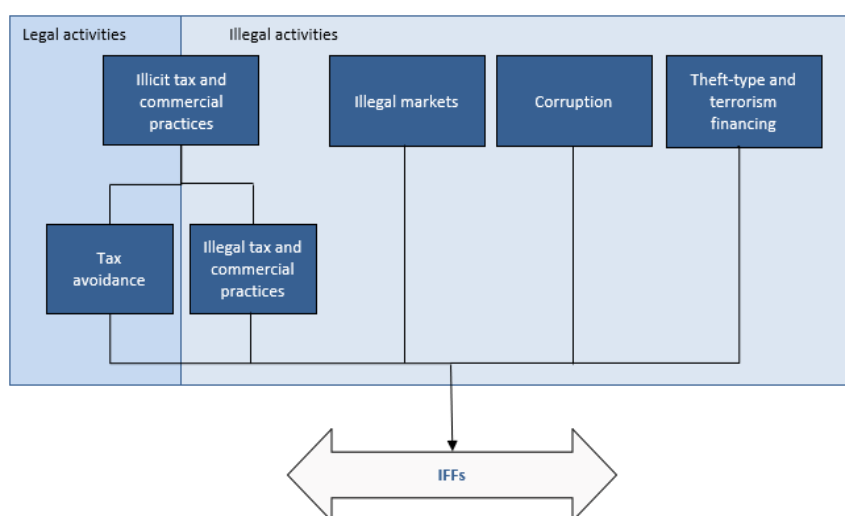 Legal activities
Illegal activities
Illicit tax and
commercial
practices
Illegal markets
Corruption
Theft-type and
terrorism
financing
Tax
avoidance
Illegal tax and
commercial
practices
IFFs